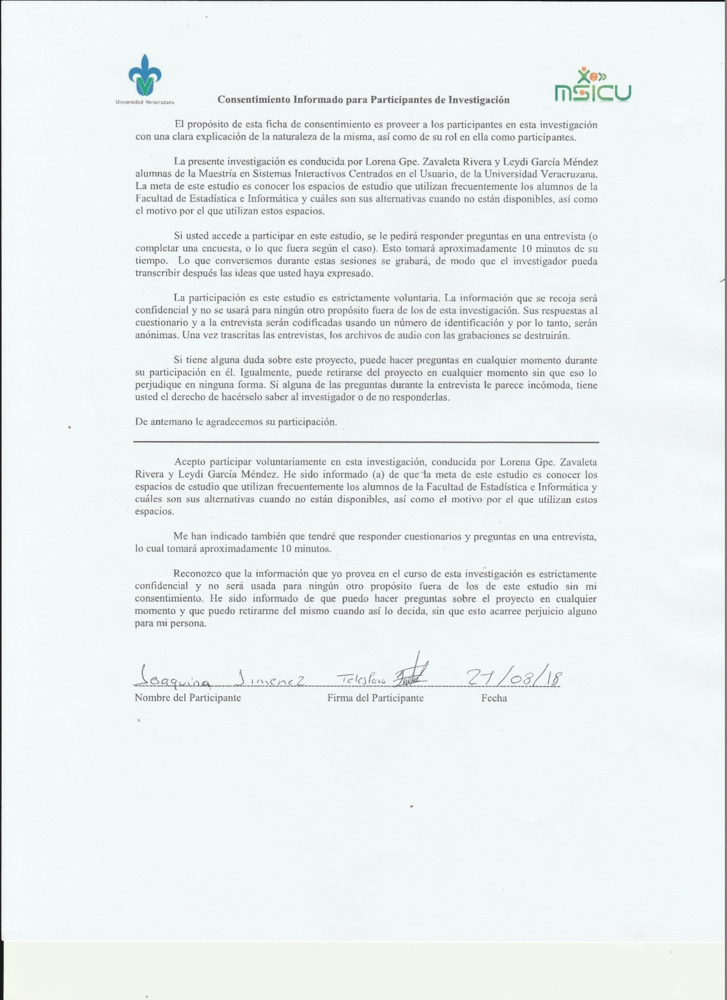 Universidad Veracruzana
MSICU
Consentimiento Informado para Participantes de Investigación
El propósito de esta ficha de consentimiento es proveer a los participantes en esta investigación
con una clara explicación de la naturaleza de la misma, así como de su rol en ella como participantes.
La presente investigación es conducida por Lorena Gpe. Zavaleta Rivera y Leydi García Méndez
alumnas de la Maestría en Sistemas Interactivos Centrados en el Usuario, de la Universidad Veracruzana.
La meta de este estudio es conocer los espacios de estudio que utilizan frecuentemente los alumnos de la
Facultad de Estadística e Informática y cuáles son sus alternativas cuando no están disponibles, así como
el motivo por el que utilizan estos espacios.
Si usted accede a participar en este estudio, se le pedirá responder preguntas en una entrevista (o
completar una encuesta, o lo que fuera según el caso). Esto tomará aproximadamente 10 minutos de su
tiempo. Lo que conversemos durante estas sesiones se grabará, de modo que el investigador pueda
transcribir después las ideas que usted haya expresado.
La participación es este estudio es estrictamente voluntaria. La información que se recoja será
confidencial y no se usará para ningún otro propósito fuera de los de esta investigación. Sus respuestas al
cuestionario y a la entrevista serán codificadas usando un número de identificación y por lo tanto, serán
anónimas. Una vez trascritas las entrevistas, los archivos de audio con las grabaciones se destruirán.
Si tiene alguna duda sobre este proyecto, puede hacer preguntas en cualquier momento durante
su participación en él. Igualmente, puede retirarse del proyecto en cualquier momento sin que eso lo
perjudique en ninguna forma. Si alguna de las preguntas durante la entrevista le parece incómoda, tiene
usted el derecho de hacérselo saber al investigador o de no responderlas.
De antemano le agradecemos su participación.
Acepto participar voluntariamente en esta investigación, conducida por Lorena Gpe. Zavaleta
Rivera y Leydi García Méndez. He sido informado (a) de que la meta de este estudio es conocer los
espacios de estudio que utilizan frecuentemente los alumnos de la Facultad de Estadística e Informática y
cuáles son sus alternativas cuando no están disponibles, así como el motivo por el que utilizan estos
espacios.
Me han indicado también que tendré que responder cuestionarios y preguntas en una entrevista,
lo cual tomará aproximadamente 10 minutos.
Reconozco que la información que yo provea en el curso de esta investigación es estrictamente
confidencial y no será usada para ningún otro propósito fuera de los de este estudio sin mi
consentimiento. He sido informado de que puedo hacer preguntas sobre el proyecto en cualquier
momento y que puedo retirarme del mismo cuando así lo decida, sin que esto acarree perjuicio alguno
para mi persona.
Joaquina Jimenez /08/18
Nombre del Participante Firma del Participante Fecha